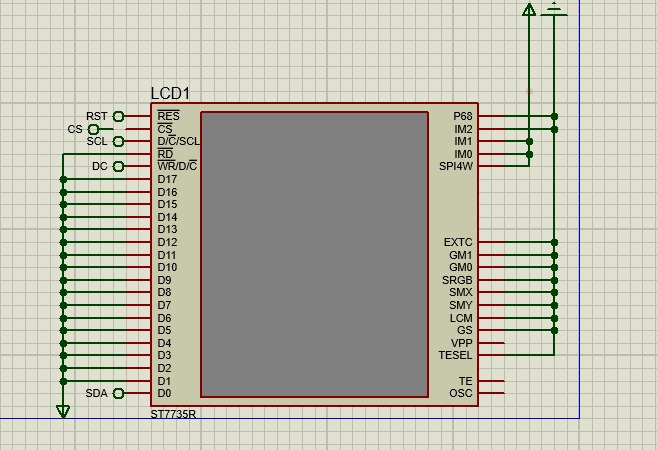 LCD1
RST RES P68
CS CS IM2
SCL D/C/SCL IM1
RD IM0
DC WR/D/C SPI4W
D17
D16
D15
D14
D13
D12 EXTC
D11 GM1
D10 GM0
D9 SRGB
D8 SMX
D7 SMY
D6 LCM
D5 GS
D4 VPP
D3 TESEL
D2
D1 TE
SDA D0 OSC
ST7735R